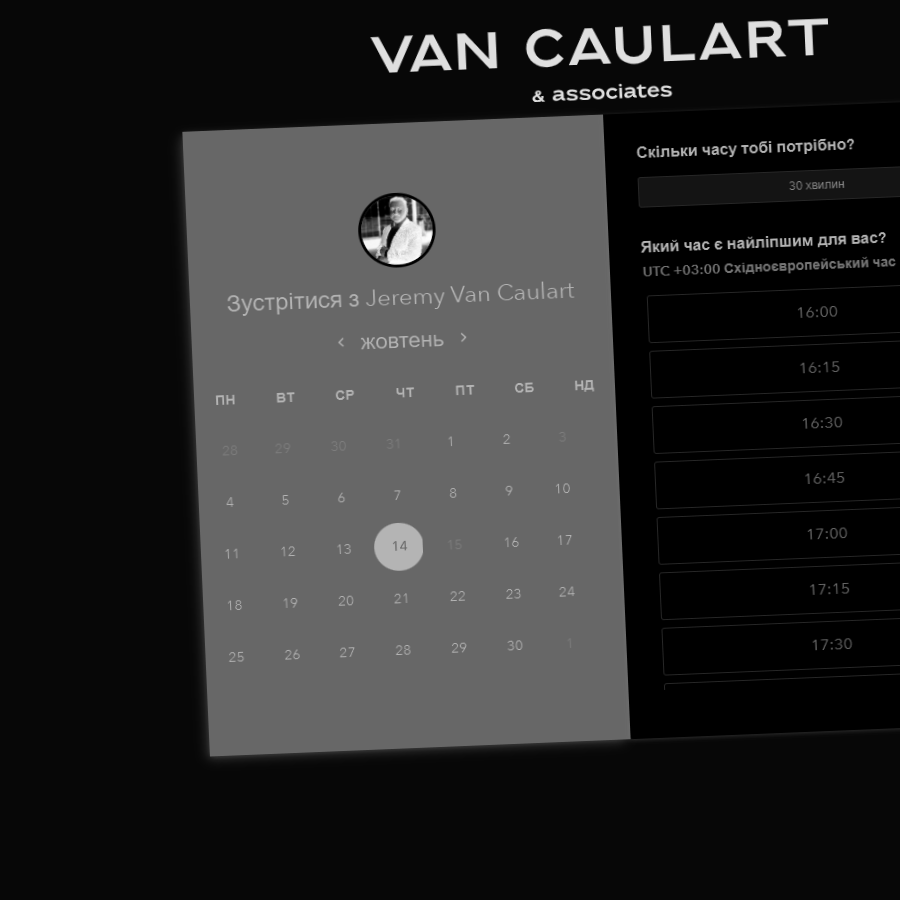 VAN CAULART
& associates
Зустрітися з Jeremy Van Caulart
‹ жовтень ›
ПН ВТ СР ЧТ ПТ СБ НД
28 29 30 31 1 2 3
4 5 6 7 8 9 10
11 12 13 14 15 16 17
18 19 20 21 22 23 24
25 26 27 28 29 30 1
Скільки часу тобі потрібно?
30 хвилин
Який час є найліпшим для вас?
UTC +03:00 Східноєвропейський час
16:00
16:15
16:30
16:45
17:00
17:15
17:30